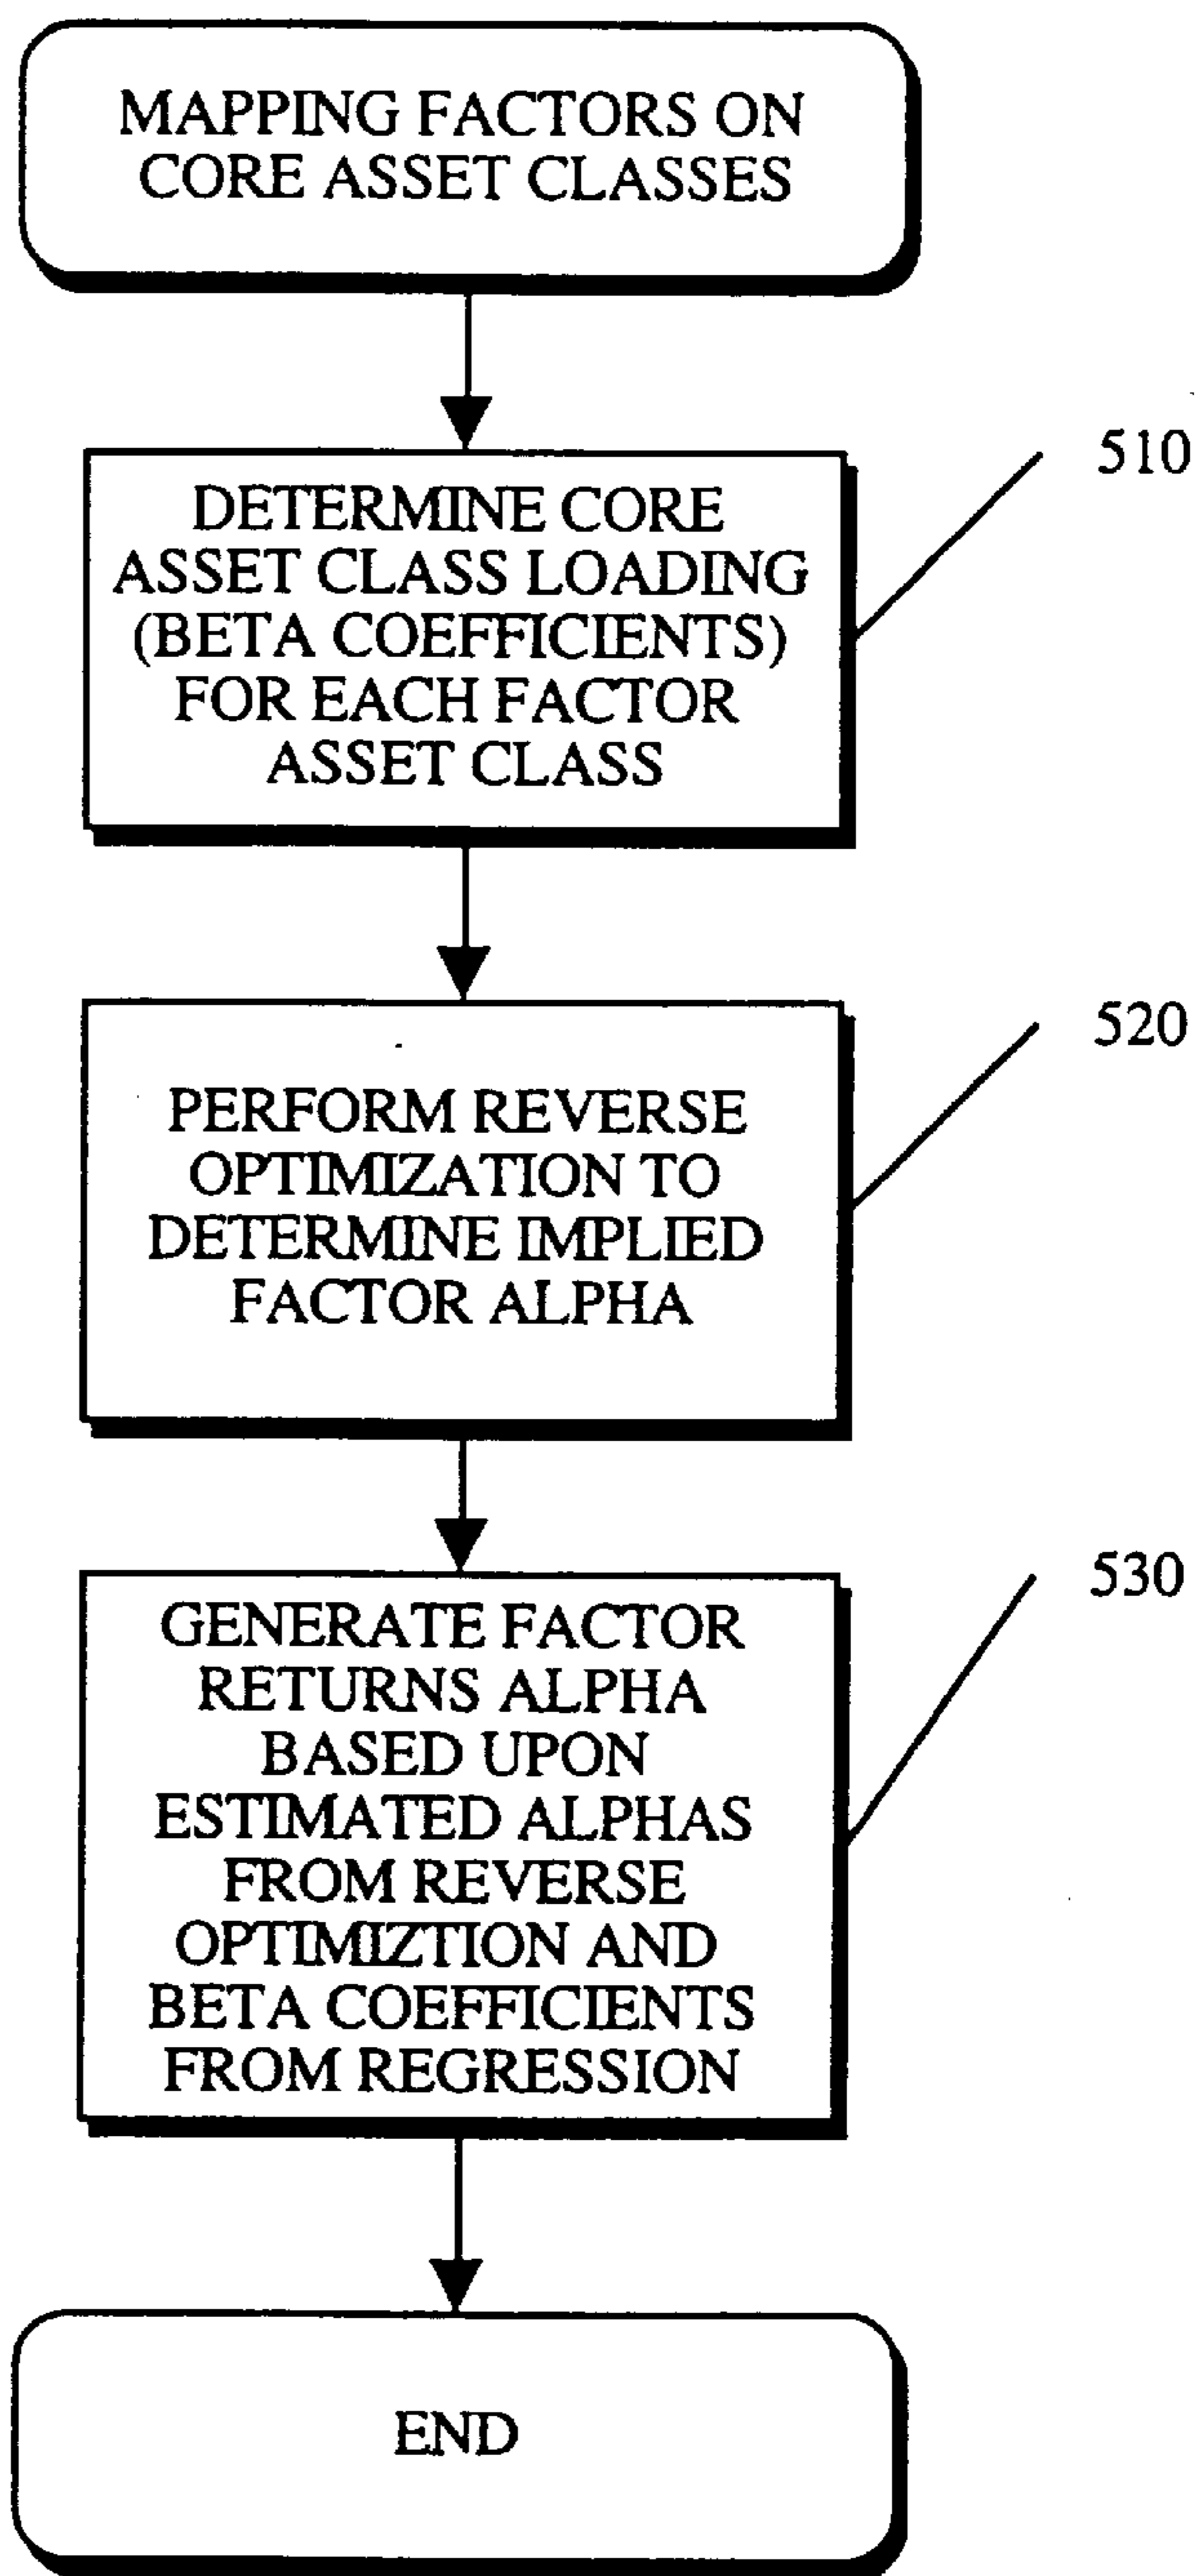 MAPPING FACTORS ON
CORE ASSET CLASSES
510
DETERMINE CORE
ASSET CLASS LOADING
(BETA COEFFICIENTS)
FOR EACH FACTOR
ASSET CLASS
520
PERFORM REVERSE
OPTIMIZATION TO
DETERMINE IMPLIED
FACTOR ALPHA
530
GENERATE FACTOR
RETURNS ALPHA
BASED UPON
ESTIMATED ALPHAS
FROM REVERSE
OPTIMIZTION AND
BETA COEFFICIENTS
FROM REGRESSION
END